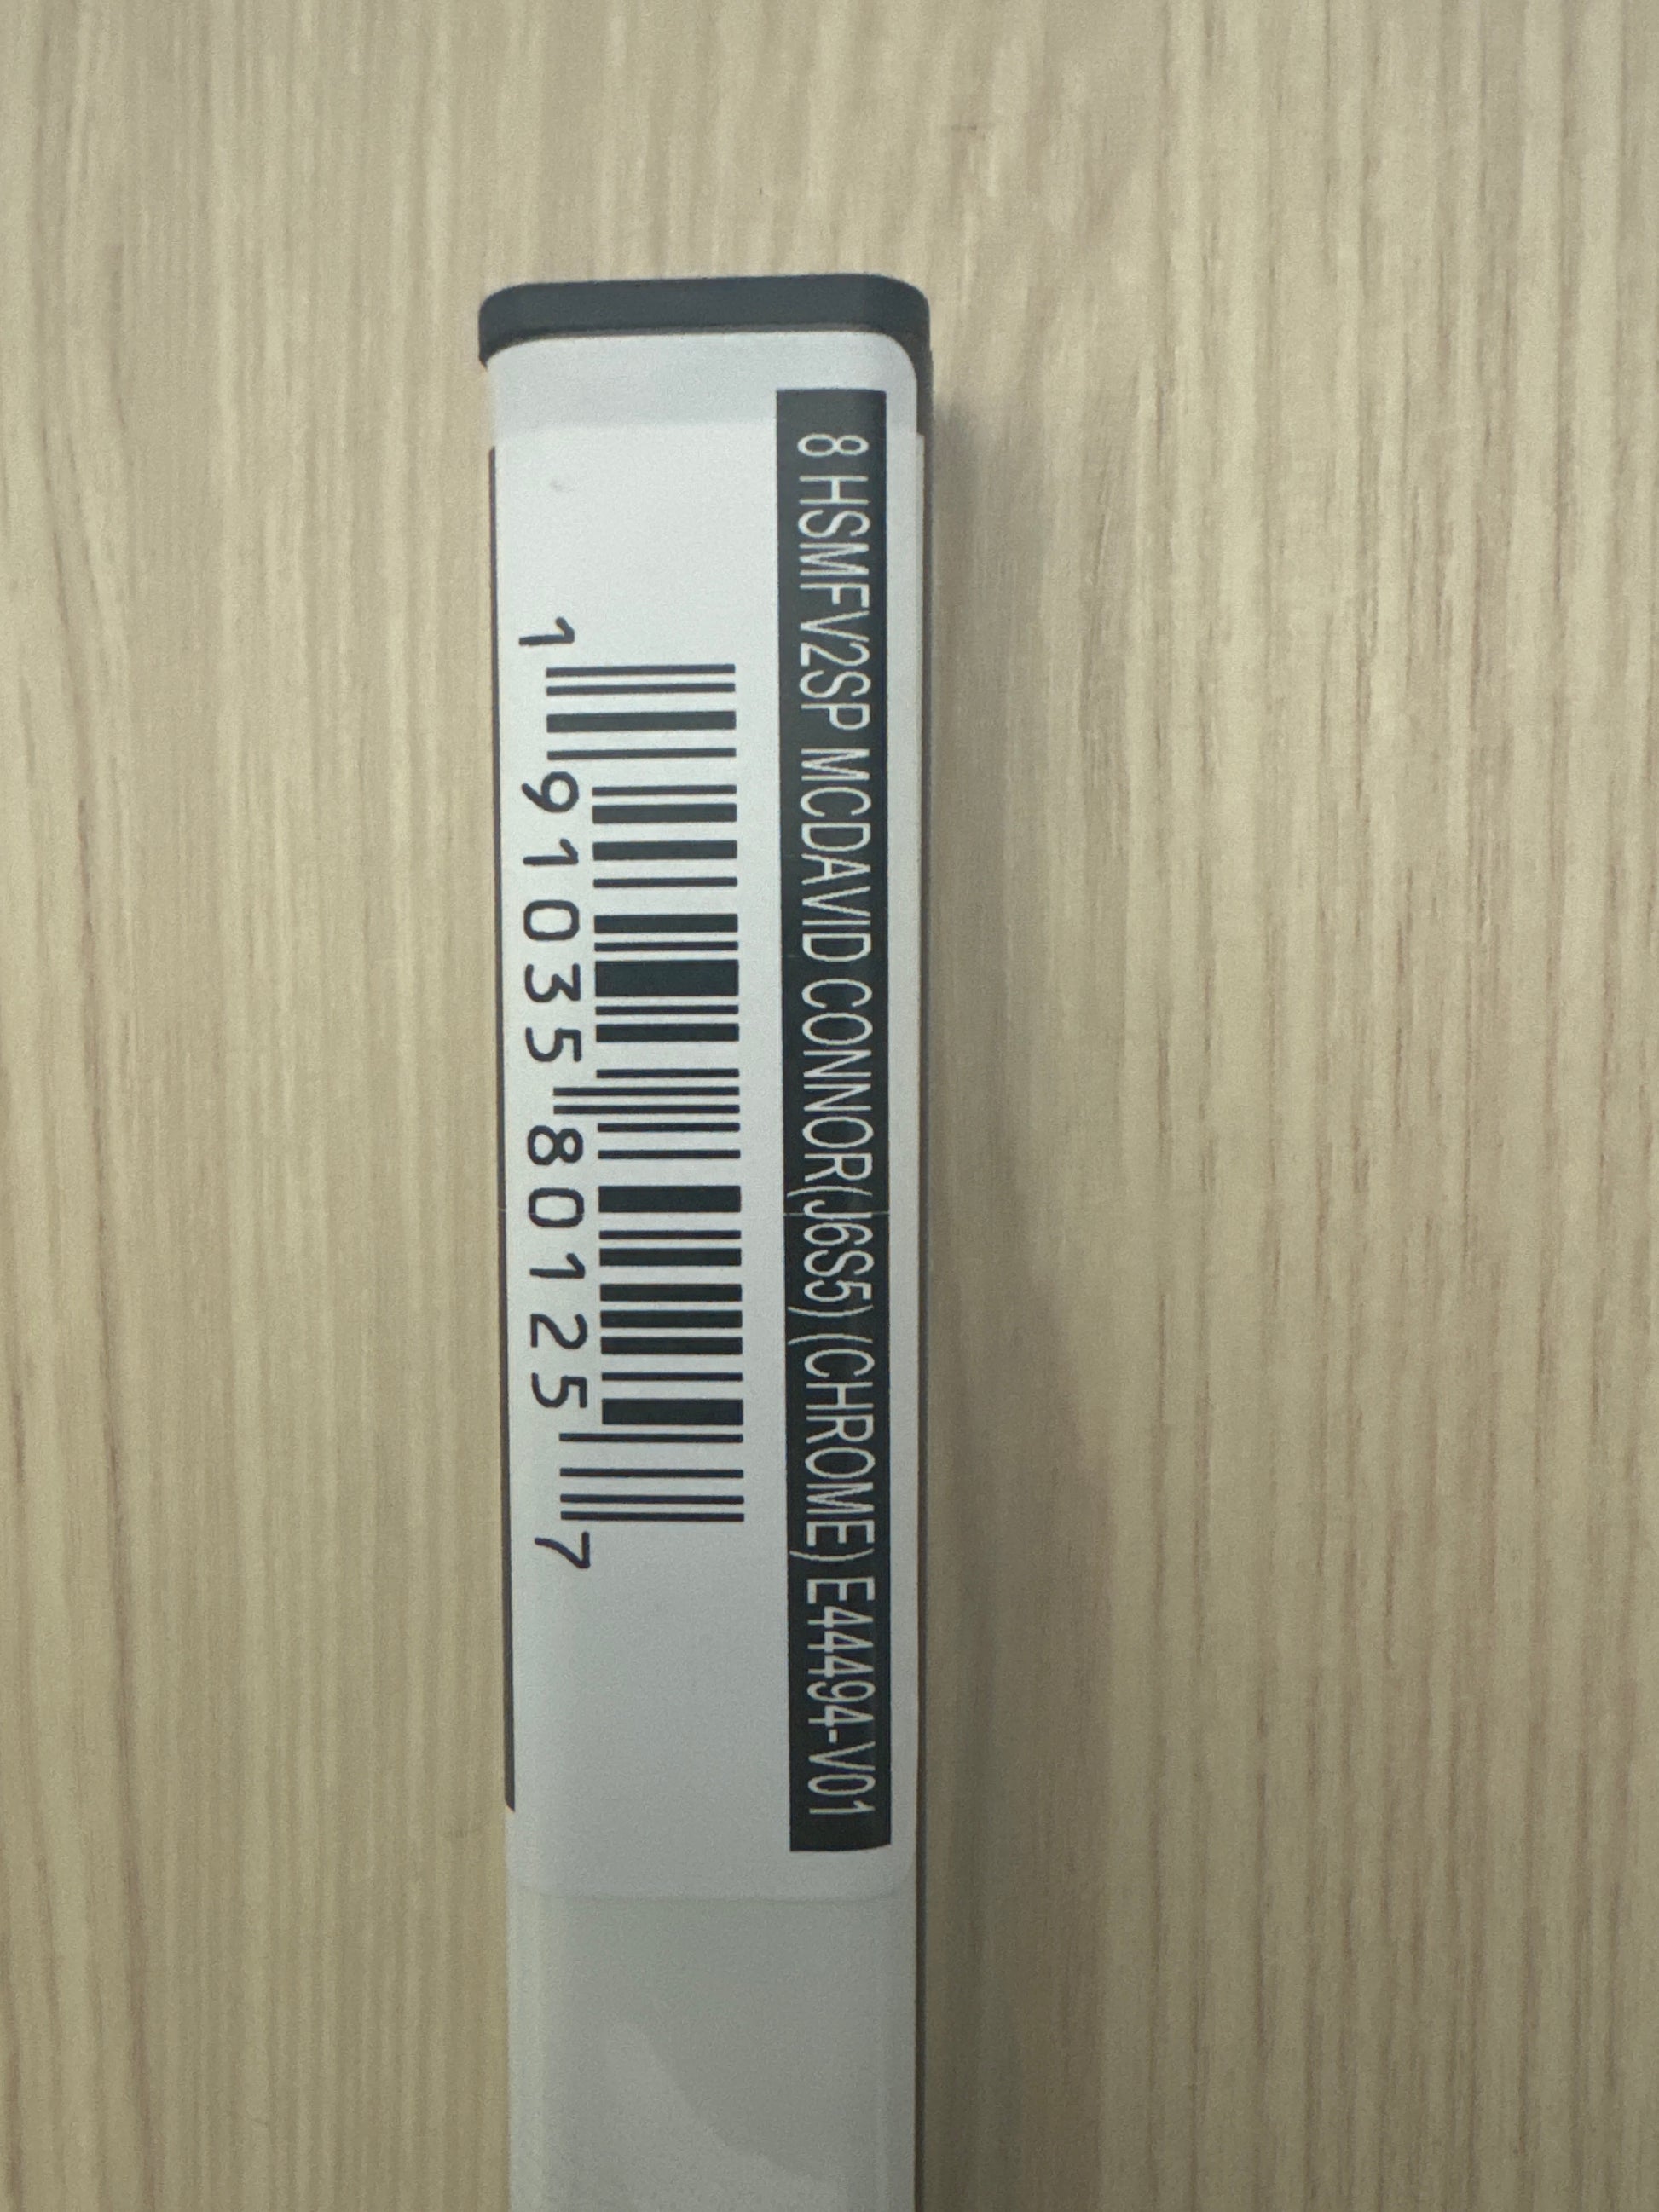 8 HSMFV2SP MCDAVID CONNOR(J6S5) (CHROME) E44494-V01
1 91035 80125 7